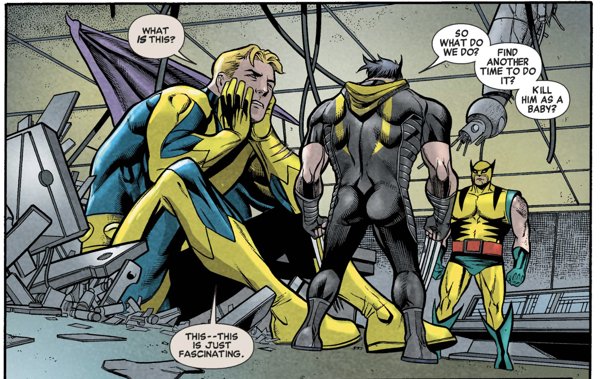 WHAT
IS THIS?
SO
WHAT DO
WE DO?
FIND
ANOTHER
TIME TO DO
IT?
KILL
HIM AS A
BABY?
THIS--THIS
IS JUST
FASCINATING.